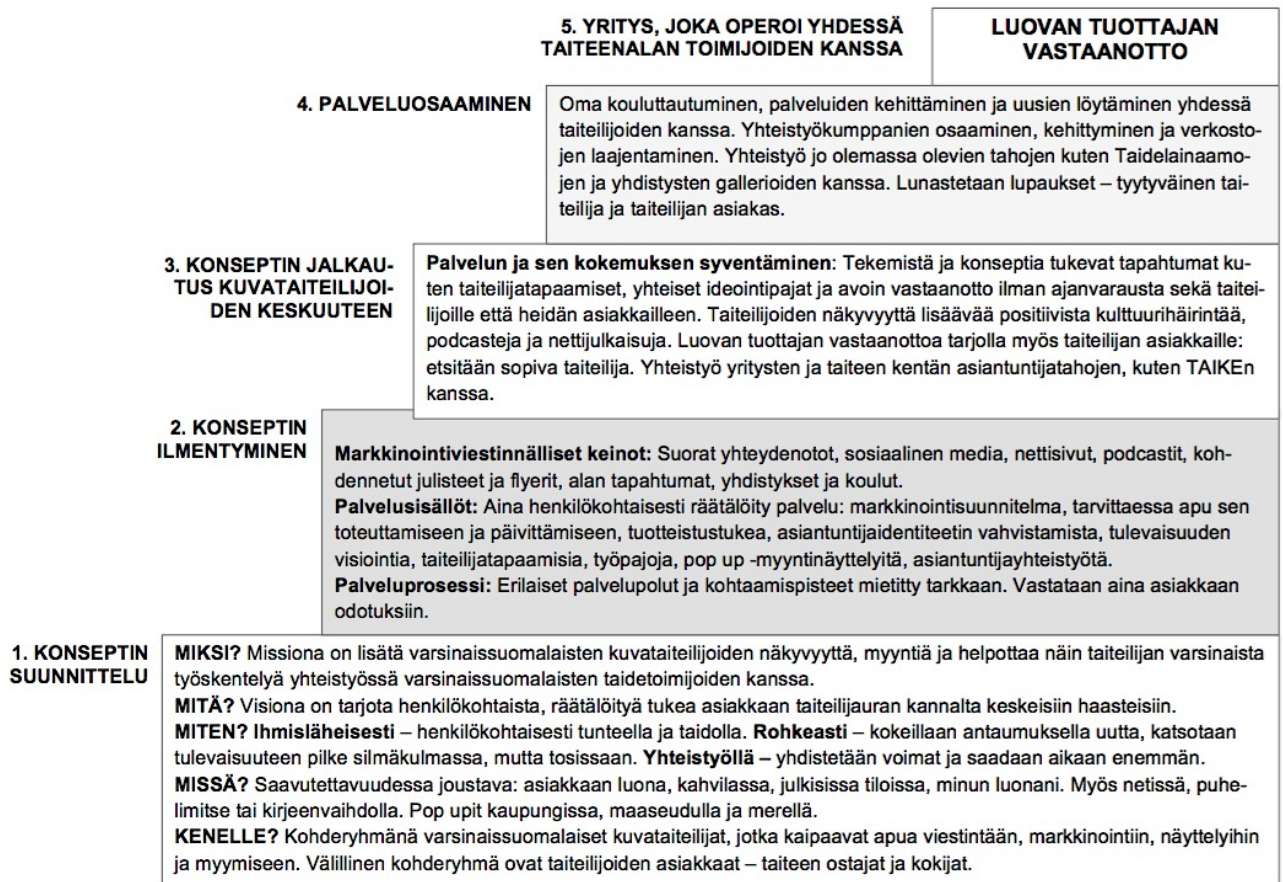 5. YRITYS, JOKA OPEROI YHDESSÄ
TAITEENALAN TOIMIJOIDEN KANSSA
LUOVAN TUOTTAJAN
VASTAANOTTO
4. PALVELUOSAAMINEN
Oma kouluttautuminen, palveluiden kehittäminen ja uusien löytäminen yhdessä
taiteilijoiden kanssa. Yhteistyökumppanien osaaminen, kehittyminen ja verkosto-
jen laajentaminen. Yhteistyö jo olemassa olevien tahojen kuten Taidelainaamo-
jen ja yhdistysten gallerioiden kanssa. Lunastetaan lupaukset – tyytyväinen tai-
teilija ja taiteilijan asiakas.
3. KONSEPTIN JALKAU-
TUS KUVATAITEILIJOI-
DEN KESKUUTEEN
Palvelun ja sen kokemuksen syventäminen: Tekemistä ja konseptia tukevat tapahtumat ku-
ten taiteilijatapaamiset, yhteiset ideointipajat ja avoin vastaanotto ilman ajanvarausta sekä taitei-
lijoille että heidän asiakkailleen. Taiteilijoiden näkyvyyttä lisäävää positiivista kulttuurihäirintää,
podcasteja ja nettijulkaisuja. Luovan tuottajan vastaanottoa tarjolla myös taiteilijan asiakkaille:
etsitään sopiva taiteilija. Yhteistyö yritysten ja taiteen kentän asiantuntijatahojen, kuten TAIKEn
kanssa.
2. KONSEPTIN
ILMENTYMINEN
Markkinointiviestinnälliset keinot: Suorat yhteydenotot, sosiaalinen media, nettisivut, podcastit, koh-
dennetut julisteet ja flyerit, alan tapahtumat, yhdistykset ja koulut.
Palvelusisällöt: Aina henkilökohtaisesti räätälöity palvelu: markkinointisuunnitelma, tarvittaessa apu sen
toteuttamiseen ja päivittämiseen, tuotteistustukea, asiantuntijaidentiteetin vahvistamista, tulevaisuuden
visiointia, taiteilijatapaamisia, työpajoja, pop up -myyntinäyttelyitä, asiantuntijayhteistyötä.
Palveluprosessi: Erilaiset palvelupolut ja kohtaamispisteet mietitty tarkkaan. Vastataan aina asiakkaan
odotuksiin.
1. KONSEPTIN
SUUNNITTELU
MIKSI? Missiona on lisätä varsinaissuomalaisten kuvataiteilijoiden näkyvyyttä, myyntiä ja helpottaa näin taiteilijan varsinaista
työskentelyä yhteistyössä varsinaissuomalaisten taidetoimijoiden kanssa.
MITÄ? Visiona on tarjota henkilökohtaista, räätälöityä tukea asiakkaan taiteilijauran kannalta keskeisiin haasteisiin.
MITEN? Ihmisläheisesti – henkilökohtaisesti tunteella ja taidolla. Rohkeasti – kokeillaan antaumuksella uutta, katsotaan
tulevaisuuteen pilke silmäkulmassa, mutta tosissaan. Yhteistyöllä – yhdistetään voimat ja saadaan aikaan enemmän.
MISSÄ? Saavutettavuudessa joustava: asiakkaan luona, kahvilassa, julkisissa tiloissa, minun luonani. Myös netissä, puhe-
limitse tai kirjeenvaihdolla. Pop upit kaupungissa, maaseudulla ja merellä.
KENELLE? Kohderyhmänä varsinaissuomalaiset kuvataiteilijat, jotka kaipaavat apua viestintään, markkinointiin, näyttelyihin
ja myymiseen. Välillinen kohderyhmä ovat taiteilijoiden asiakkaat – taiteen ostajat ja kokijat.